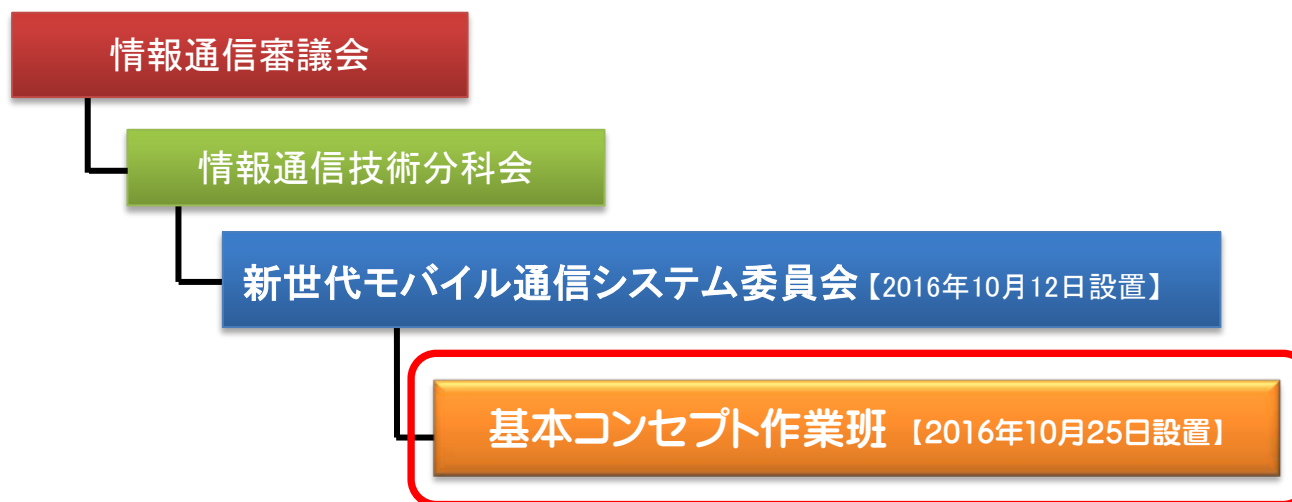 情報通信審議会
情報通信技術分科会
新世代モバイル通信システム委員会【2016年10月12日設置】
基本コンセプト作業班 【2016年10月25日設置】